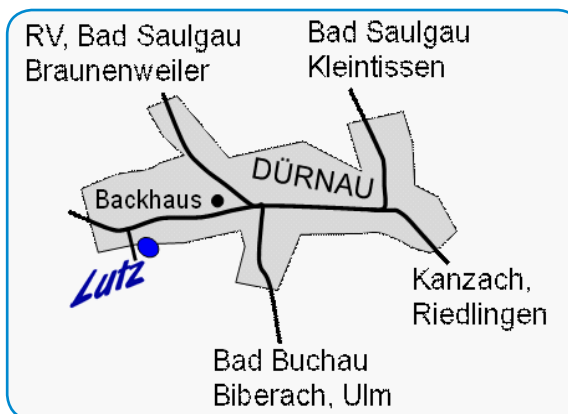 RV, Bad Saulgau
Braunenweiler
Bad Saulgau
Kleintissen
DÜRNAU
Backhaus
Lutz
Kanzach,
Riedlingen
Bad Buchau
Biberach, Ulm